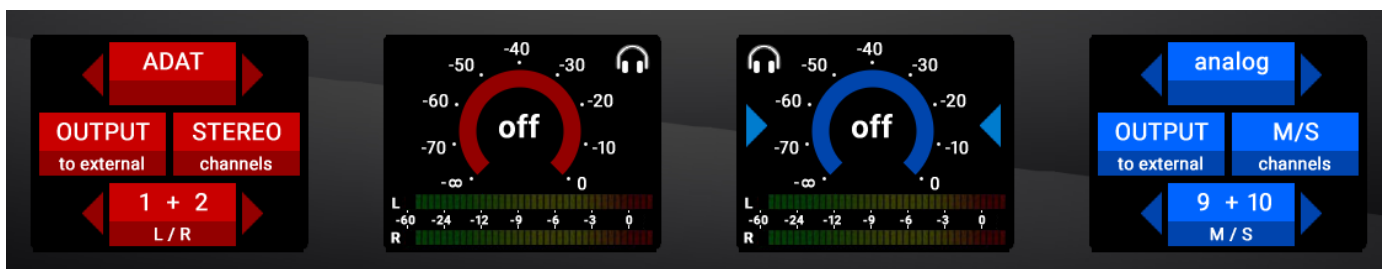 ADAT
OUTPUT
to external
STEREO
channels
1 + 2
L / R
-40
-50
-30
-60
-20
off
-70
-10
-∞
0
L
-60 -24 -12 -9 -6 -3 0
R
-40
-50
-30
-60
-20
off
-70
-10
-∞
0
L
-60 -24 -12 -9 -6 -3 0
R
analog
OUTPUT
to external
M/S
channels
9 + 10
M / S